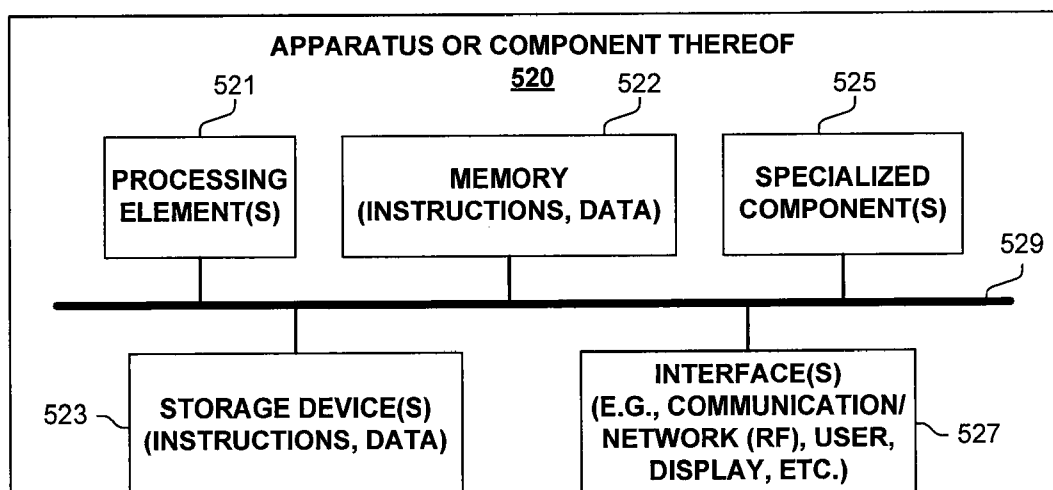 APPARATUS OR COMPONENT THEREOF
520
521
522
525
PROCESSING
ELEMENT(S)
MEMORY
(INSTRUCTIONS, DATA)
SPECIALIZED
COMPONENT(S)
529
523
STORAGE DEVICE(S)
(INSTRUCTIONS, DATA)
INTERFACE(S)
(E.G., COMMUNICATION/
NETWORK (RF), USER,
DISPLAY, ETC.)
527